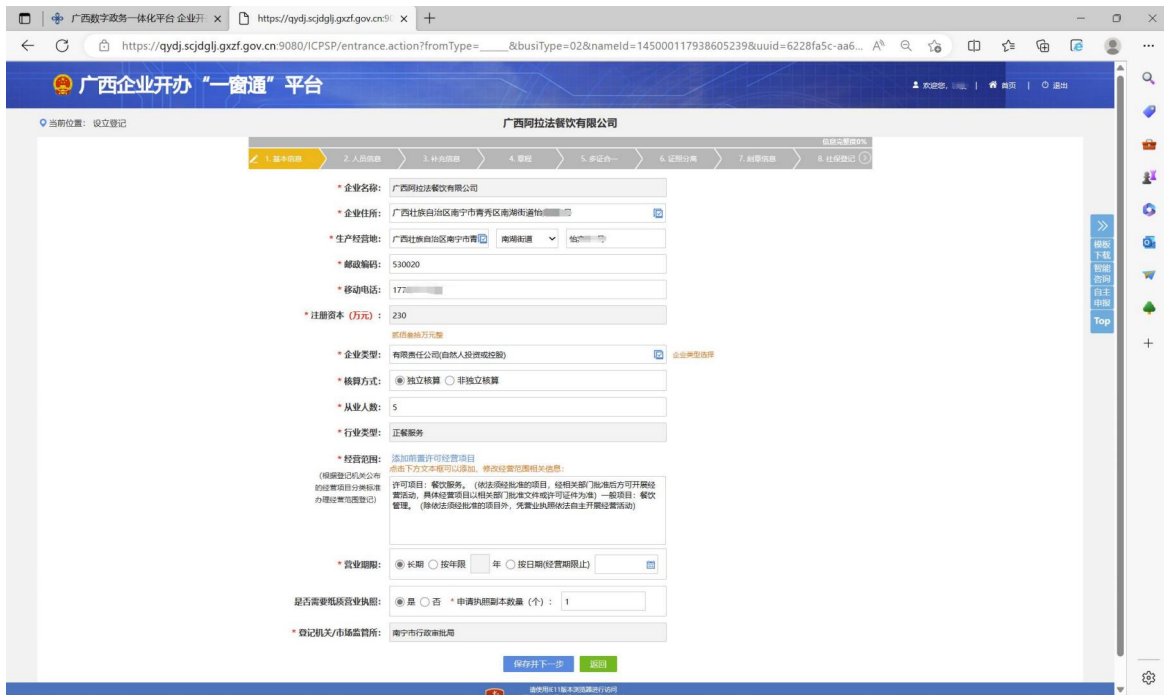 广西数字政务一体化平台 企业开
https://qydj.scjdglj.gxzf.gov.cn:90
https://qydj.scjdglj.gxzf.gov.cn:9080/ICPSP/entrance.action?fromType=_____&busiType=02&nameId=145000117938605239&uuid=6228fa5c-aa6...
广西企业开办“一窗通”平台
欢迎您, | 首页 | 退出
当前位置: 设立登记
广西阿拉法餐饮有限公司
信息完整度0%
1. 基本信息 2. 人员信息 3. 补充信息 4. 章程 5. 多证合一 6. 证照分离 7. 刻章信息 8. 社保登记
* 企业名称: 广西阿拉法餐饮有限公司
* 企业住所: 广西壮族自治区南宁市青秀区南湖街道怡
* 生产经营地: 广西壮族自治区南宁市青 南湖街道 怡
* 邮政编码: 530020
* 移动电话: 177
* 注册资本 (万元) : 230
贰佰叁拾万元整
* 企业类型: 有限责任公司(自然人投资或控股) 企业类型选择
* 核算方式: 独立核算 非独立核算
* 从业人数: 5
* 行业类型: 正餐服务
* 经营范围: 添加前置许可经营项目
点击下方文本框可以添加、修改经营范围相关信息:
(根据登记机关公布
的经营项目分类标准
办理经营范围登记)
许可项目: 餐饮服务。 (依法须经批准的项目, 经相关部门批准后方可开展经
营活动, 具体经营项目以相关部门批准文件或许可证件为准) 一般项目: 餐饮
管理。 (除依法须经批准的项目外, 凭营业执照依法自主开展经营活动)
* 营业期限: 长期 按年限 年 按日期(经营期限止)
是否需要纸质营业执照: 是 否 * 申请执照副本数量 (个) : 1
* 登记机关/市场监管所: 南宁市行政审批局
保存并下一步 返回
请使用IE11版本浏览器进行访问
模板
下载
智能
咨询
自主
申报
Top